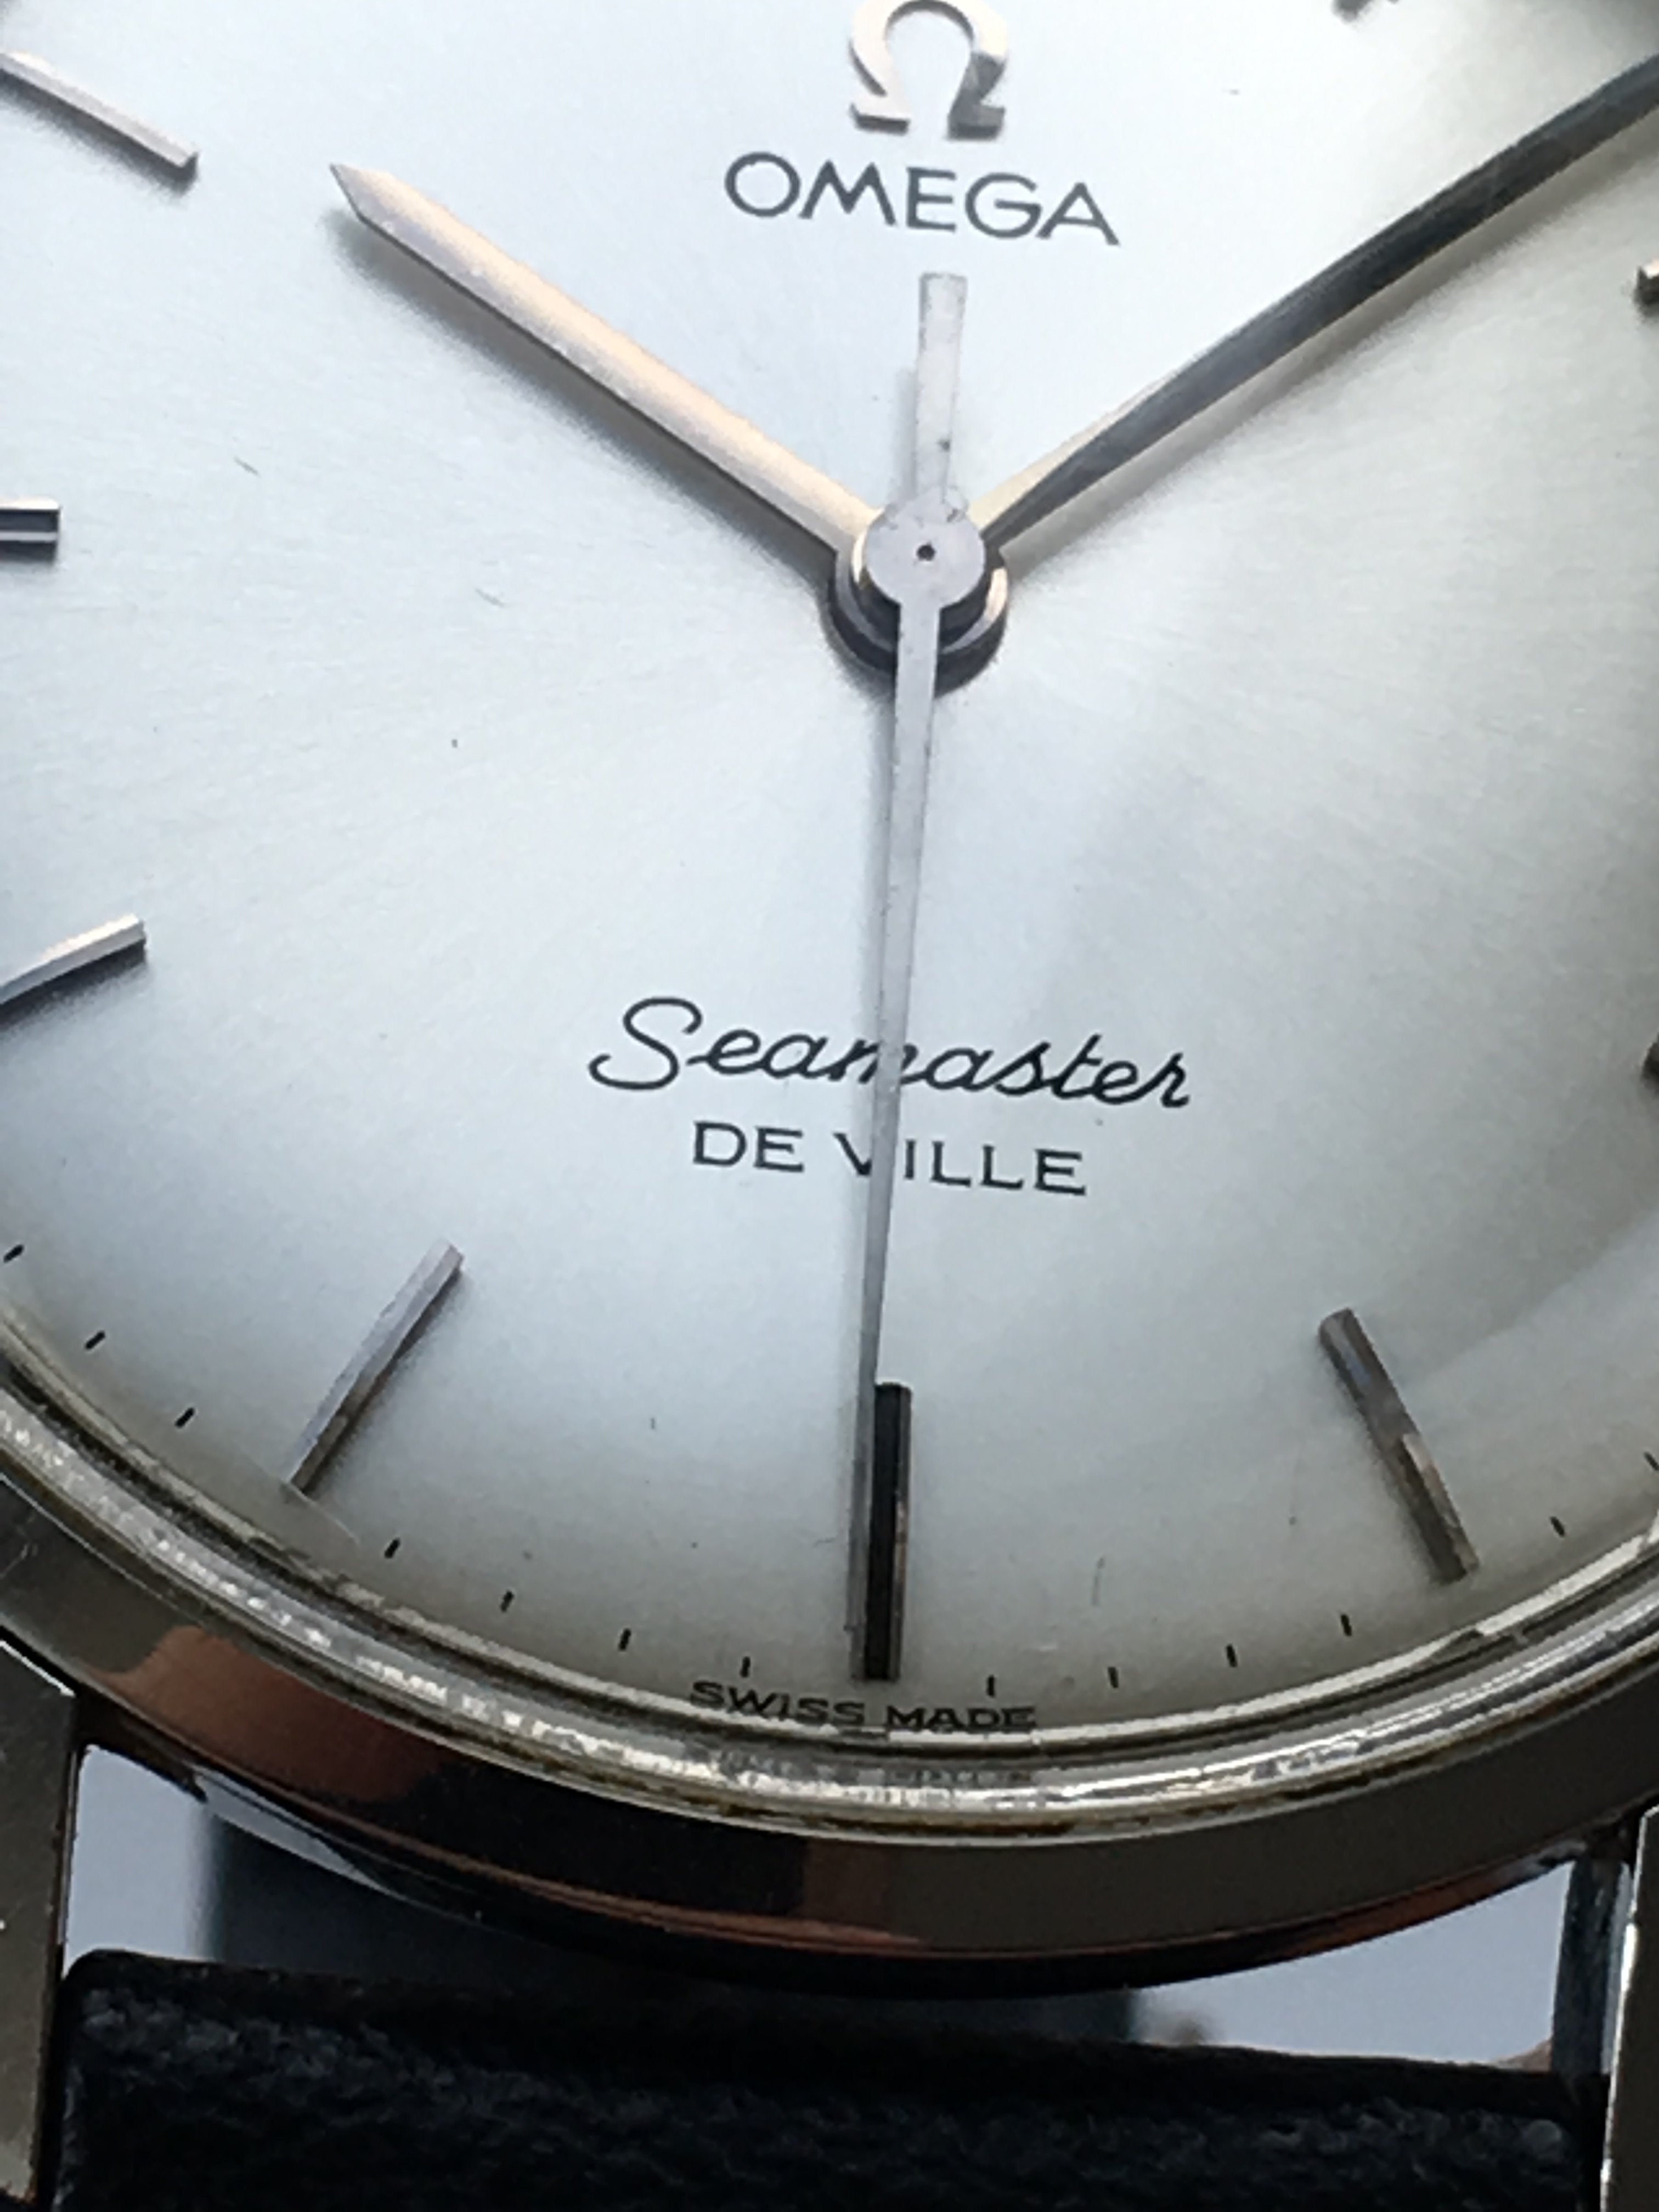 Ω
OMEGA
Seamaster
DE VILLE
SWISS MADE